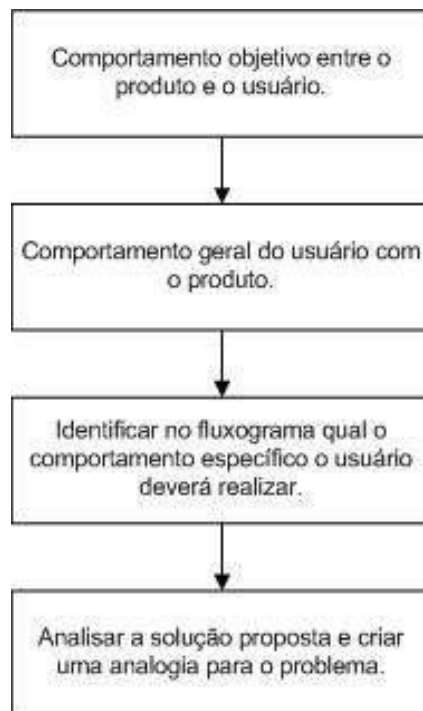 Comportamento objetivo entre o
produto e o usuário.
Comportamento geral do usuário com
o produto.
Identificar no fluxograma qual o
comportamento específico o usuário
deverá realizar.
Analisar a solução proposta e criar
uma analogia para o problema.